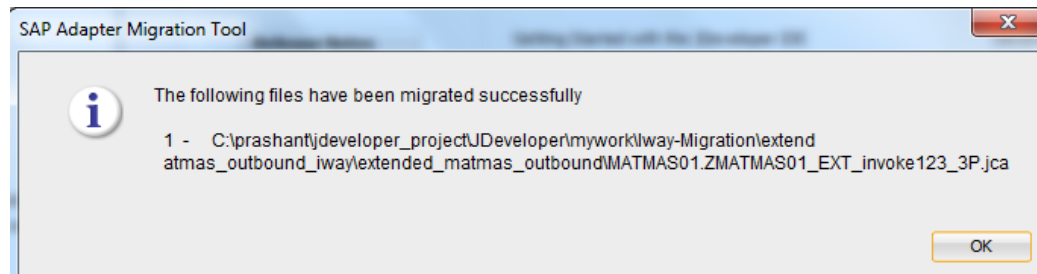 SAP Adapter Migration Tool
The following files have been migrated successfully
1 - C:\prashant\jdeveloper_project\JDeveloper\mywork\Iway-Migration\extend
atmas_outbound_iway\extended_matmas_outbound\MATMAS01.ZMATMAS01_EXT_invoke123_3P.jca
OK